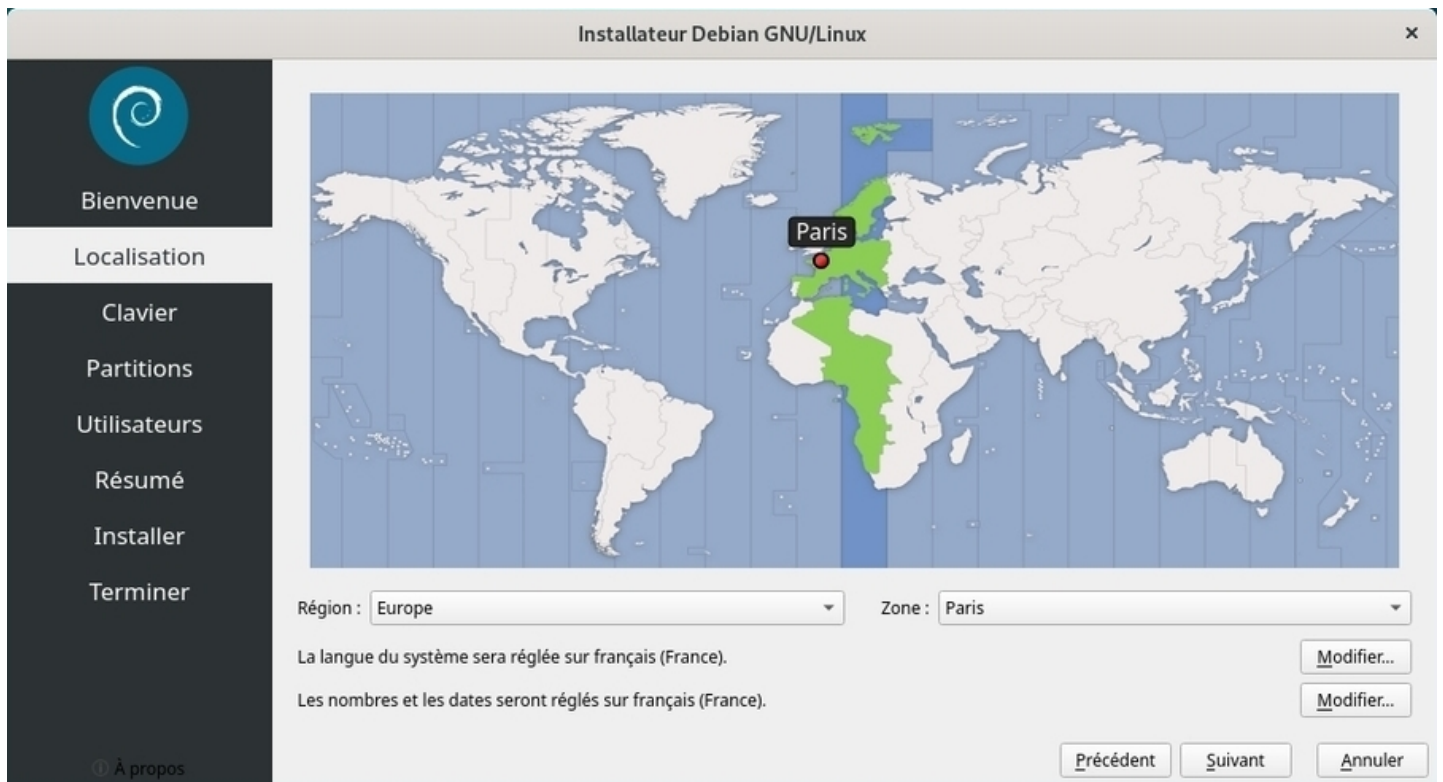 Installateur Debian GNU/Linux
Bienvenue
Localisation
Clavier
Partitions
Utilisateurs
Résumé
Installer
Terminer
À propos
Paris
Région : Europe
Zone : Paris
La langue du système sera réglée sur français (France).
Modifier...
Les nombres et les dates seront réglés sur français (France).
Modifier...
Précédent
Suivant
Annuler